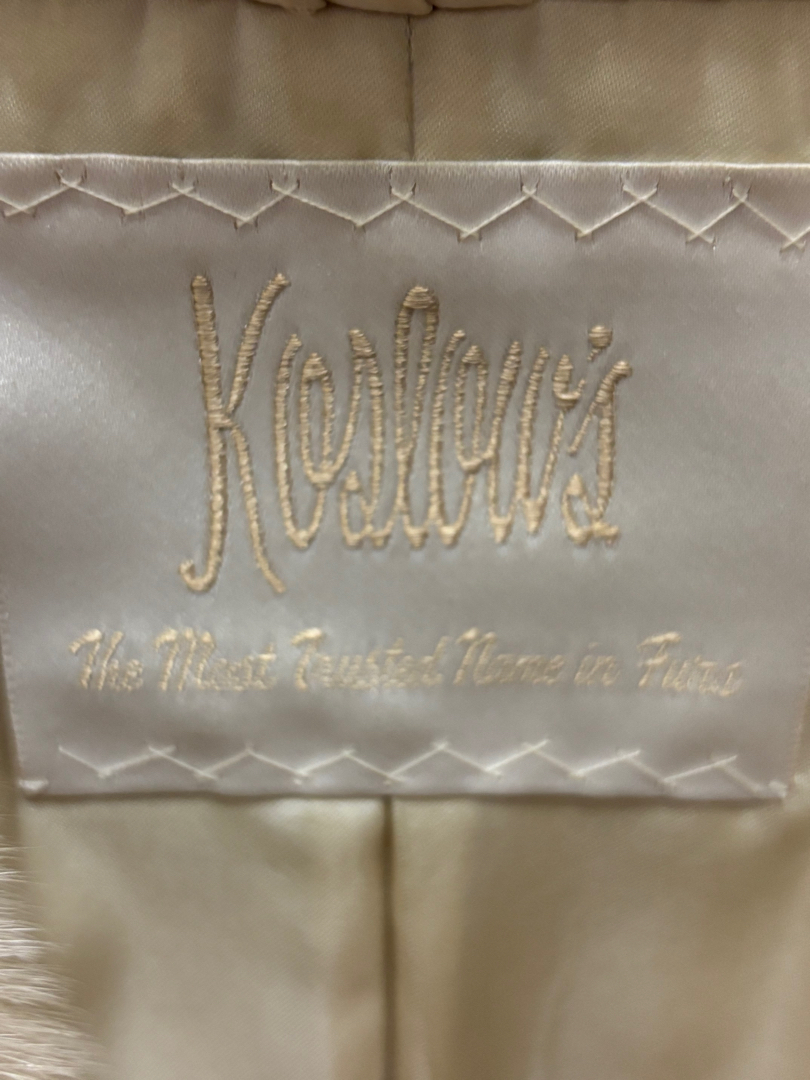 Koslow's
The Most Trusted Name in Furs